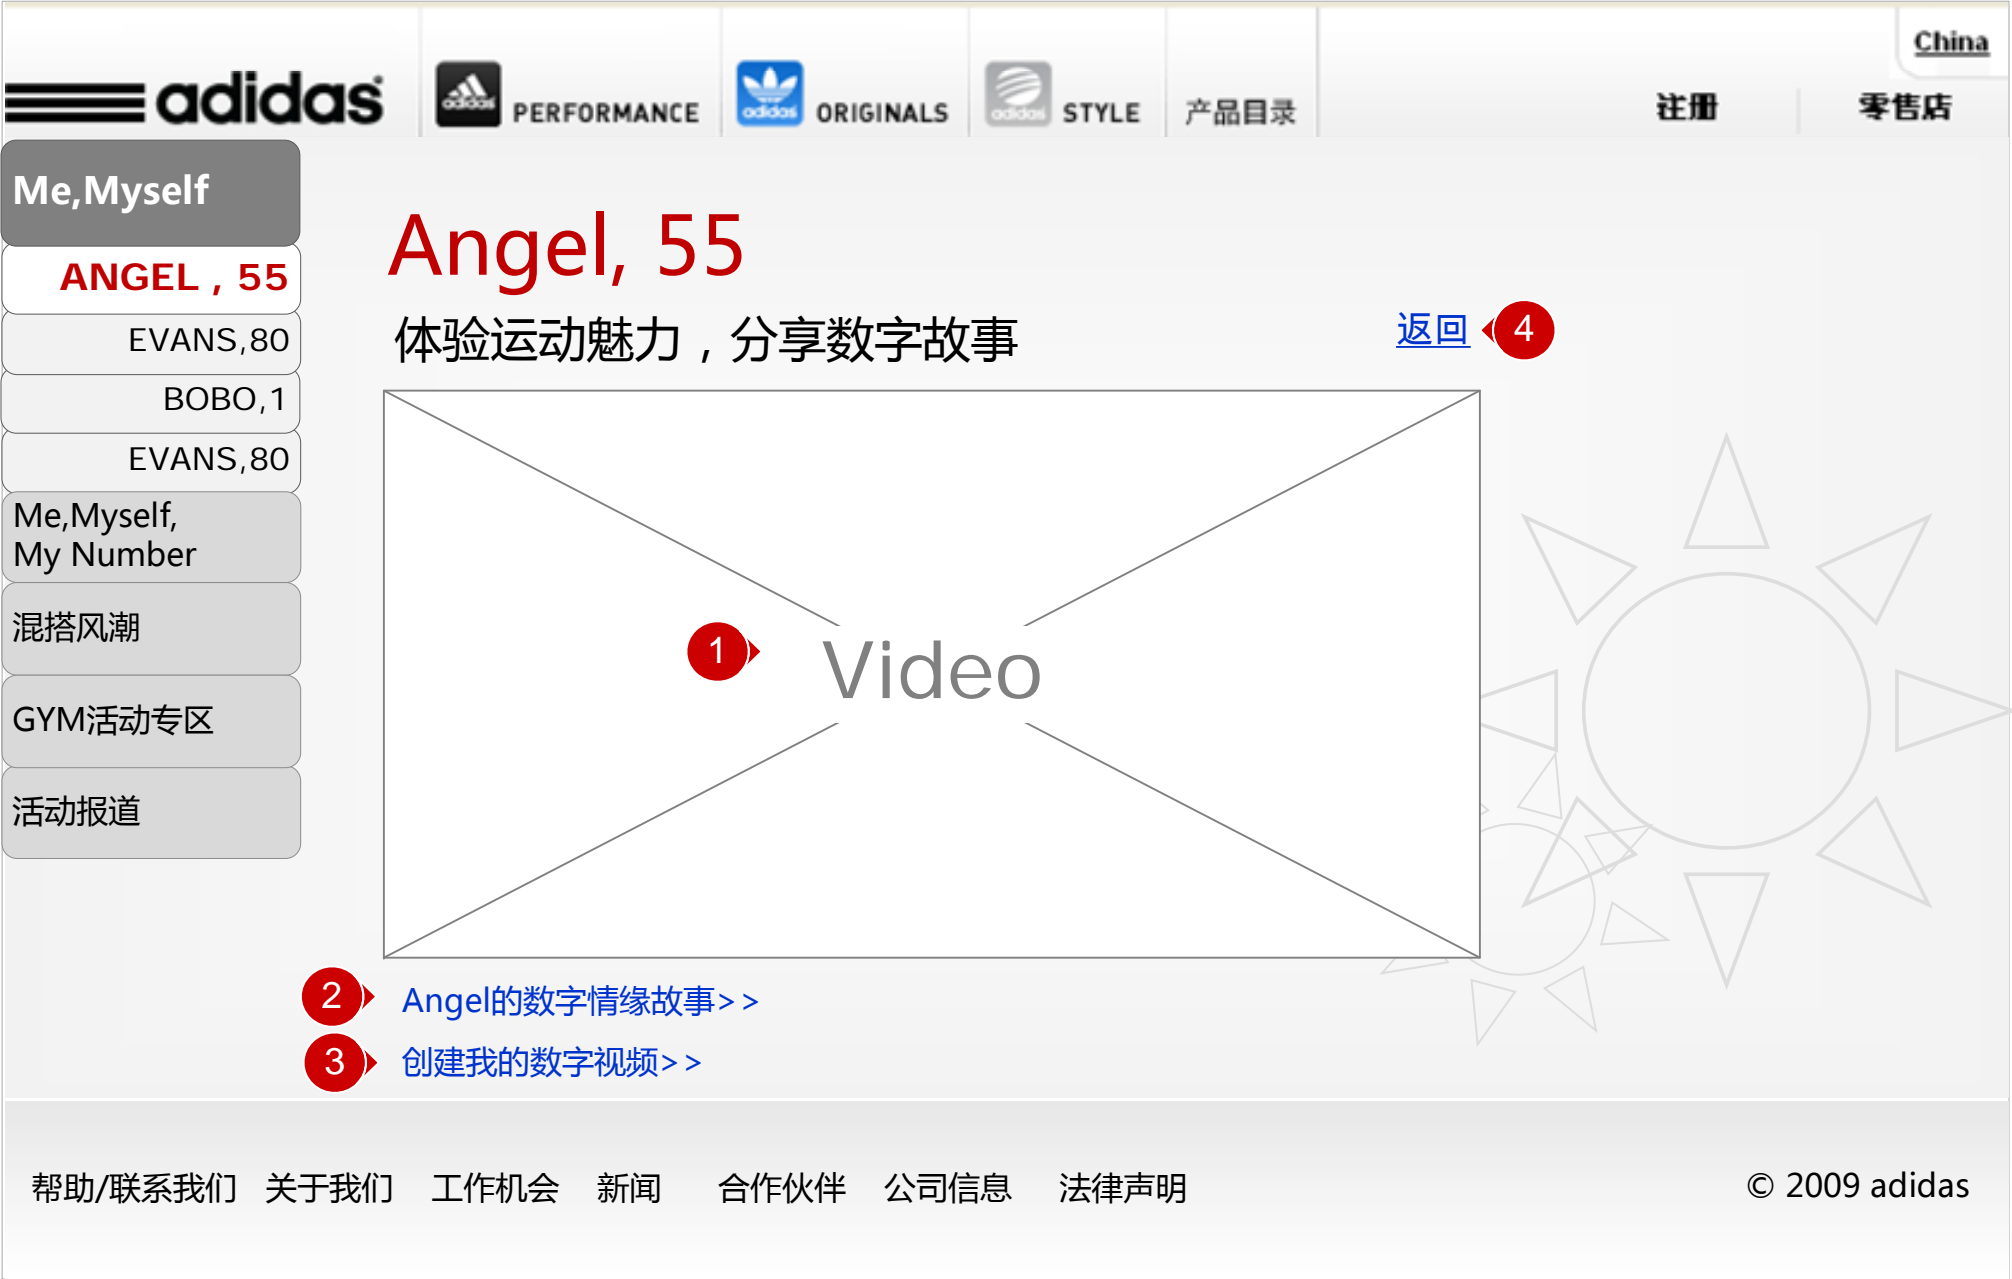 China
adidas
adidas
PERFORMANCE
adidas
ORIGINALS
adidas
STYLE
产品目录
注册
零售店
Me,Myself
ANGEL , 55
EVANS,80
BOBO,1
EVANS,80
Me,Myself,
My Number
混搭风潮
GYM活动专区
活动报道
Angel, 55
体验运动魅力，分享数字故事
返回
4
1
Video
2
Angel的数字情缘故事>>
3
创建我的数字视频>>
帮助/联系我们 关于我们 工作机会 新闻 合作伙伴 公司信息 法律声明
© 2009 adidas